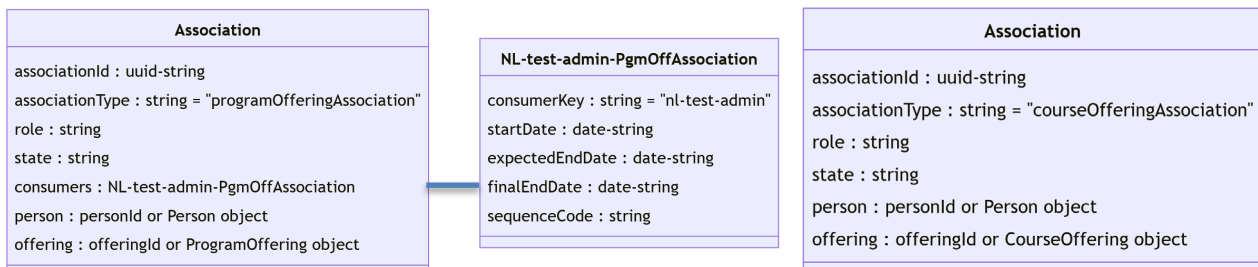 Association
associationId : uuid-string
associationType : string = "programOfferingAssociation"
role : string
state : string
consumers : NL-test-admin-PgmOffAssociation
person : personId or Person object
offering : offeringId or ProgramOffering object
NL-test-admin-PgmOffAssociation
consumerKey : string = "nl-test-admin"
startDate : date-string
expectedEndDate : date-string
finalEndDate : date-string
sequenceCode : string
Association
associationId : uuid-string
associationType : string = "courseOfferingAssociation"
role : string
state : string
person : personId or Person object
offering : offeringId or CourseOffering object